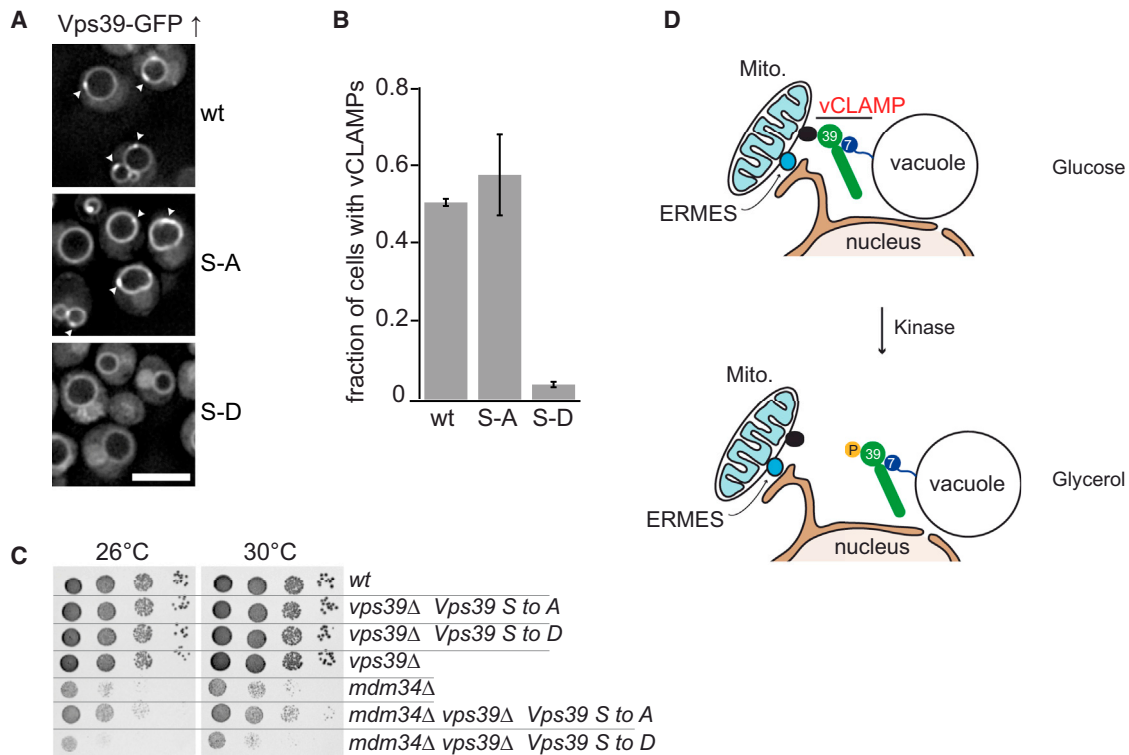 A
Vps39-GFP ↑
wt
S-A
S-D
B
fraction of cells with vCLAMPs
0.8
0.6
0.4
0.2
0
wt S-A S-D
C
26°C 30°C
wt
vps39Δ Vps39 S to A
vps39Δ Vps39 S to D
vps39Δ
mdm34Δ
mdm34Δ vps39Δ Vps39 S to A
mdm34Δ vps39Δ Vps39 S to D
D
Mito.
vCLAMP
39
7
vacuole
Glucose
ERMES
nucleus
Kinase
Mito.
P
39
7
vacuole
Glycerol
ERMES
nucleus